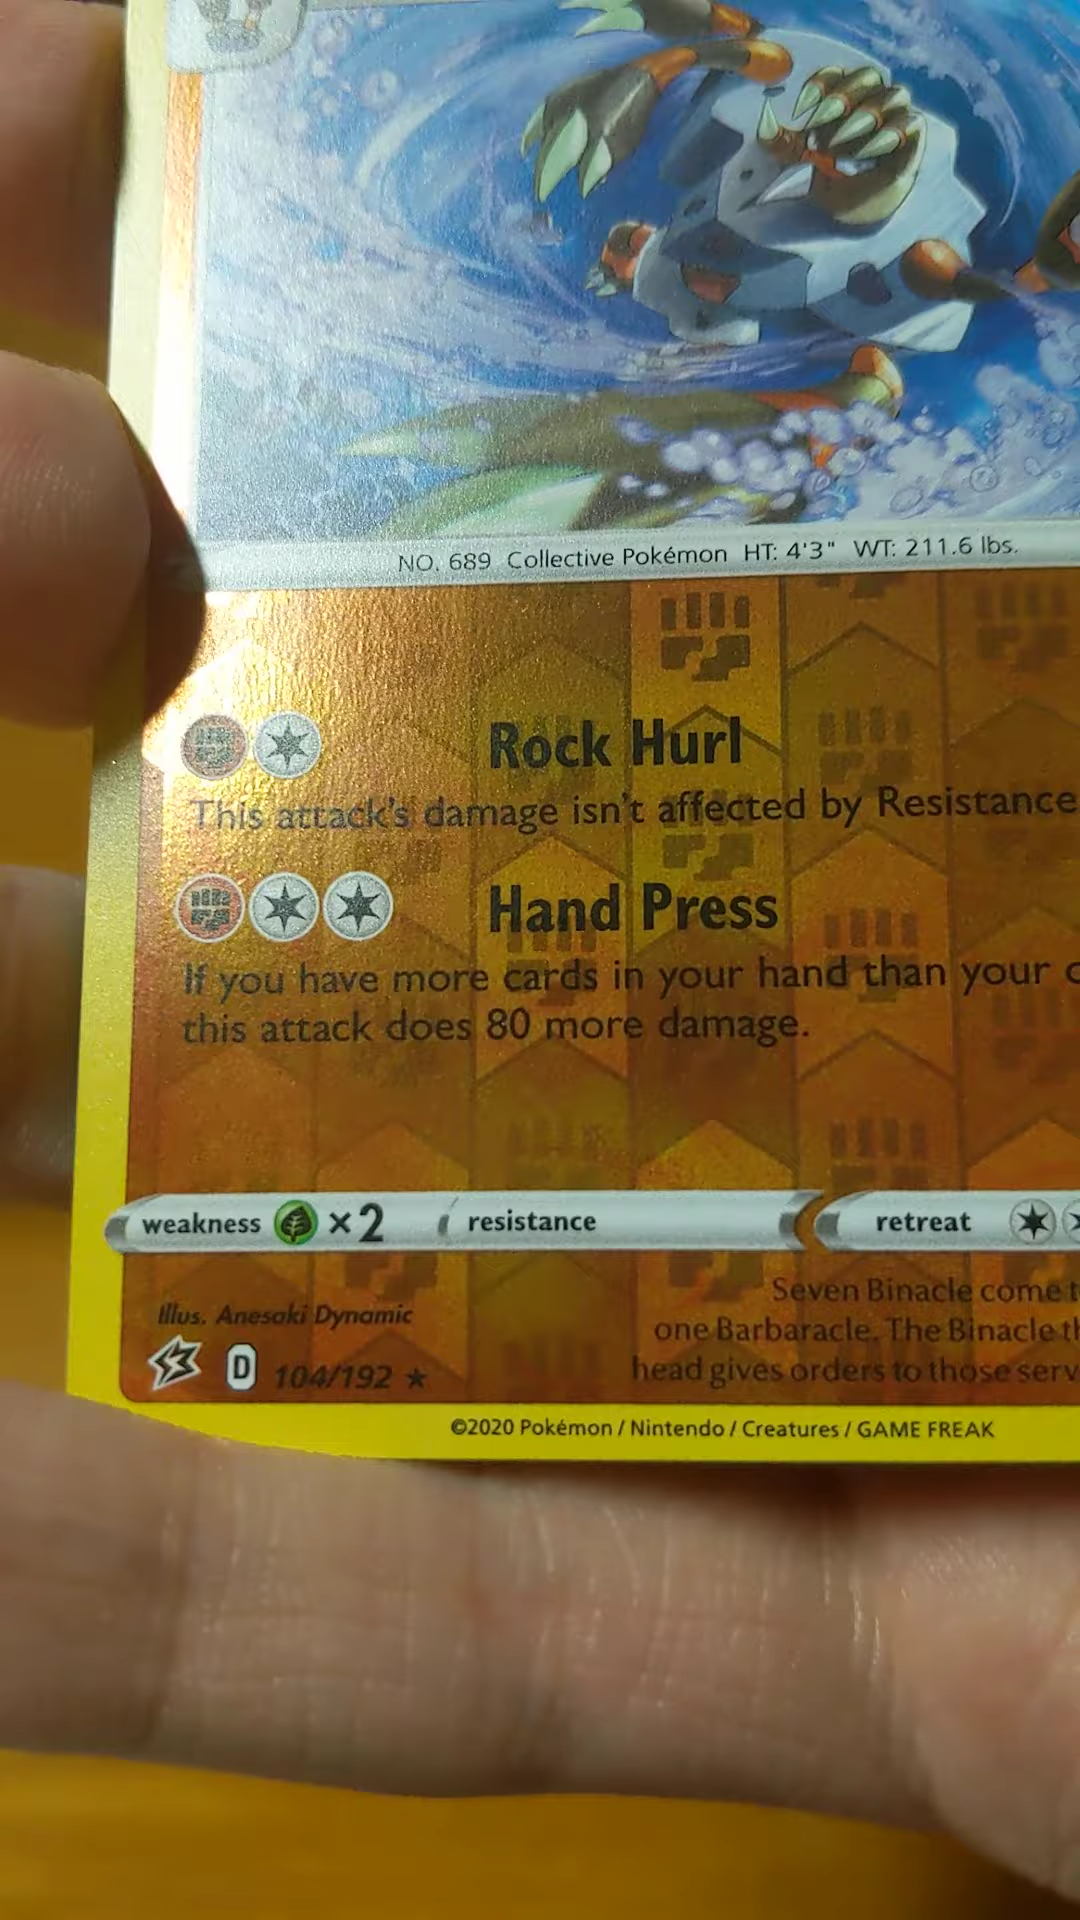 NO. 689 Collective Pokémon HT: 4'3" WT: 211.6 lbs.
Rock Hurl
This attack's damage isn't affected by Resistance
Hand Press
If you have more cards in your hand than your
this attack does 80 more damage.
weakness ×2 resistance retreat
Illus. Anesaki Dynamic
Seven Binacle come
one Barbaracle. The Binacle
head gives orders to those
D 104/192 ★
©2020 Pokémon / Nintendo / Creatures / GAME FREAK